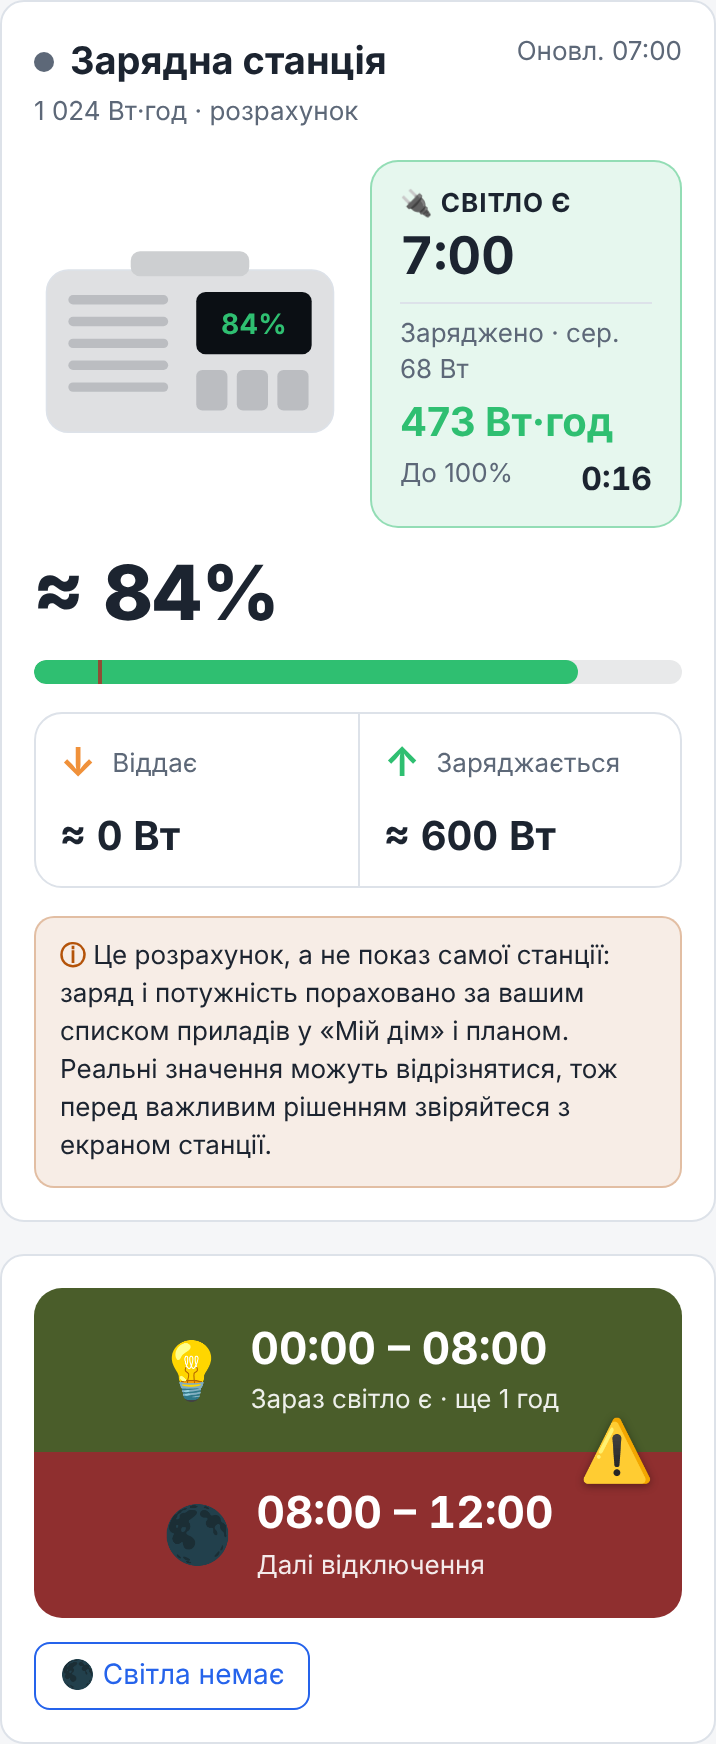 Зарядна станція
Оновл. 07:00
1 024 Вт·год · розрахунок
84%
СВІТЛО Є
7:00
Заряджено · сер.
68 Вт
473 Вт·год
До 100% 0:16
≈ 84%
Віддає
≈ 0 Вт
Заряджається
≈ 600 Вт
Це розрахунок, а не показ самої станції:
заряд і потужність пораховано за вашим
списком приладів у «Мій дім» і планом.
Реальні значення можуть відрізнятися, тож
перед важливим рішенням звіряйтеся з
екраном станції.
00:00 – 08:00
Зараз світло є · ще 1 год
08:00 – 12:00
Далі відключення
Світла немає